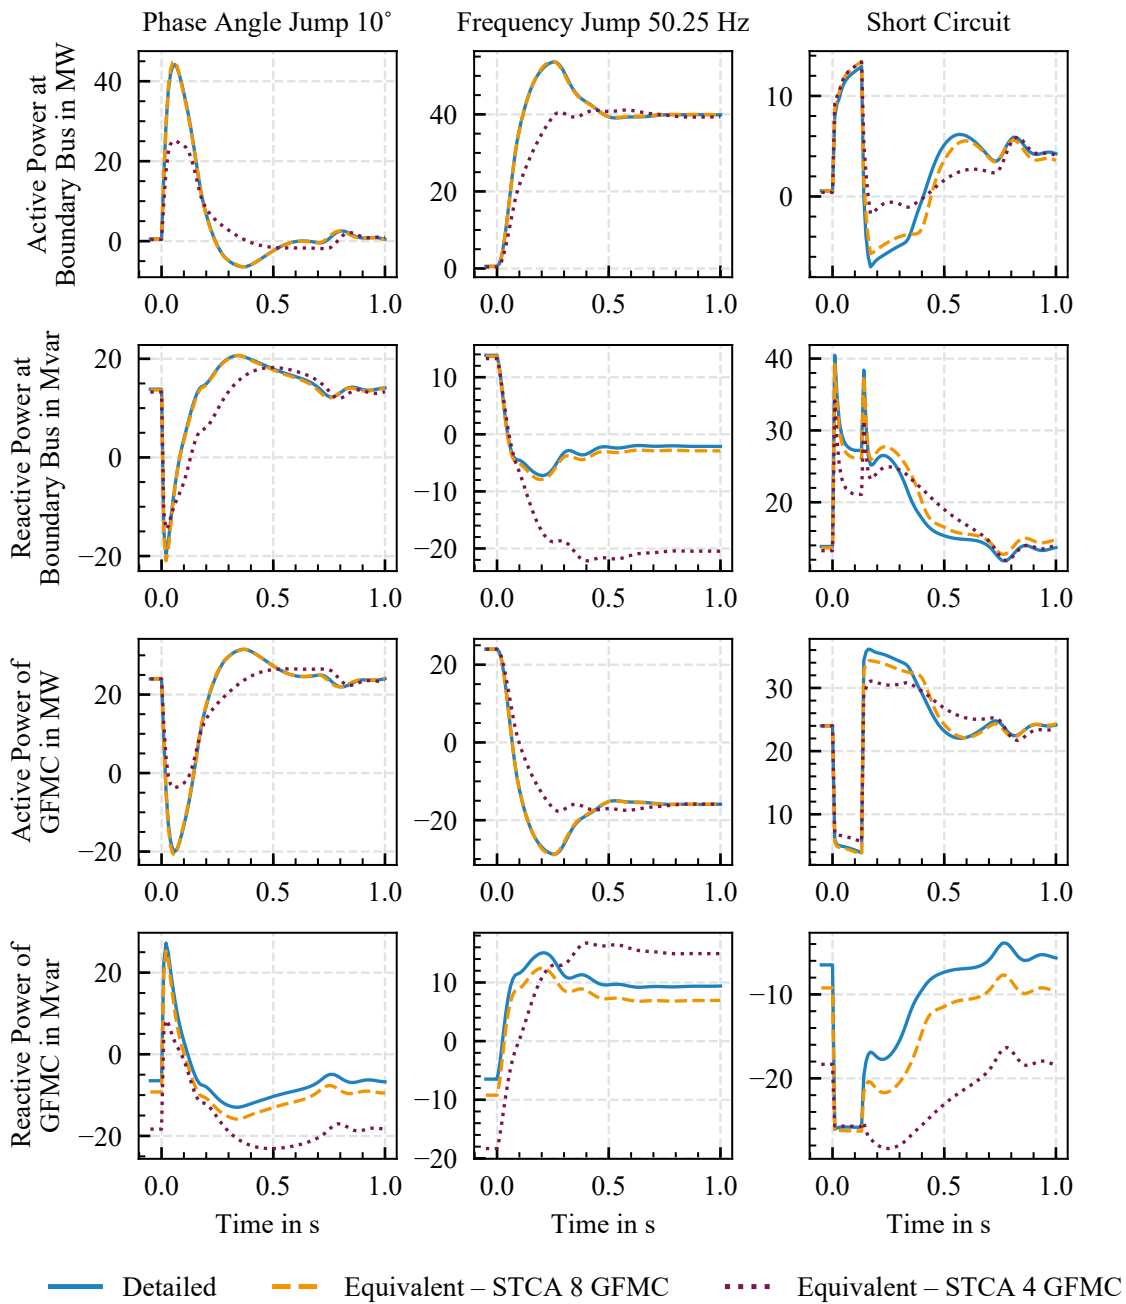 Phase Angle Jump 10° Frequency Jump 50.25 Hz Short Circuit
Active Power at
Boundary Bus in MW
40
20
0
0.0 0.5 1.0
40
20
0
0.0 0.5 1.0
10
0
0.0 0.5 1.0
Reactive Power at
Boundary Bus in Mvar
20
0
−20
0.0 0.5 1.0
10
0
−10
−20
0.0 0.5 1.0
40
30
20
0.0 0.5 1.0
Active Power of
GFMC in MW
20
0
−20
0.0 0.5 1.0
20
0
−20
0.0 0.5 1.0
30
20
10
0.0 0.5 1.0
Reactive Power of
GFMC in Mvar
20
0
−20
0.0 0.5 1.0
10
0
−10
−20
0.0 0.5 1.0
−10
−20
0.0 0.5 1.0
Time in s Time in s Time in s
Detailed Equivalent – STCA 8 GFMC Equivalent – STCA 4 GFMC